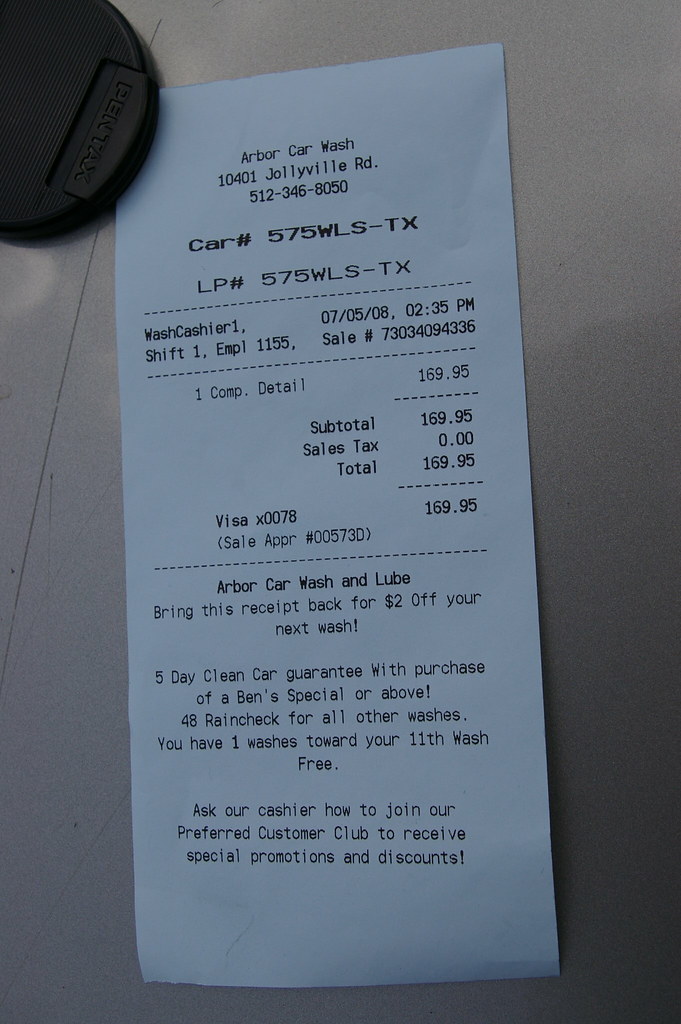 PENTAX
Arbor Car Wash
10401 Jollyville Rd.
512-346-8050
Car# 575WLS-TX
LP# 575WLS-TX
WashCashier1, 07/05/08, 02:35 PM
Shift 1, Empl 1155, Sale # 73034094336
1 Comp. Detail 169.95
Subtotal 169.95
Sales Tax 0.00
Total 169.95
Visa x0078 169.95
(Sale Appr #00573D)
Arbor Car Wash and Lube
Bring this receipt back for $2 Off your
next wash!
5 Day Clean Car guarantee With purchase
of a Ben's Special or above!
48 Raincheck for all other washes.
You have 1 washes toward your 11th Wash
Free.
Ask our cashier how to join our
Preferred Customer Club to receive
special promotions and discounts!